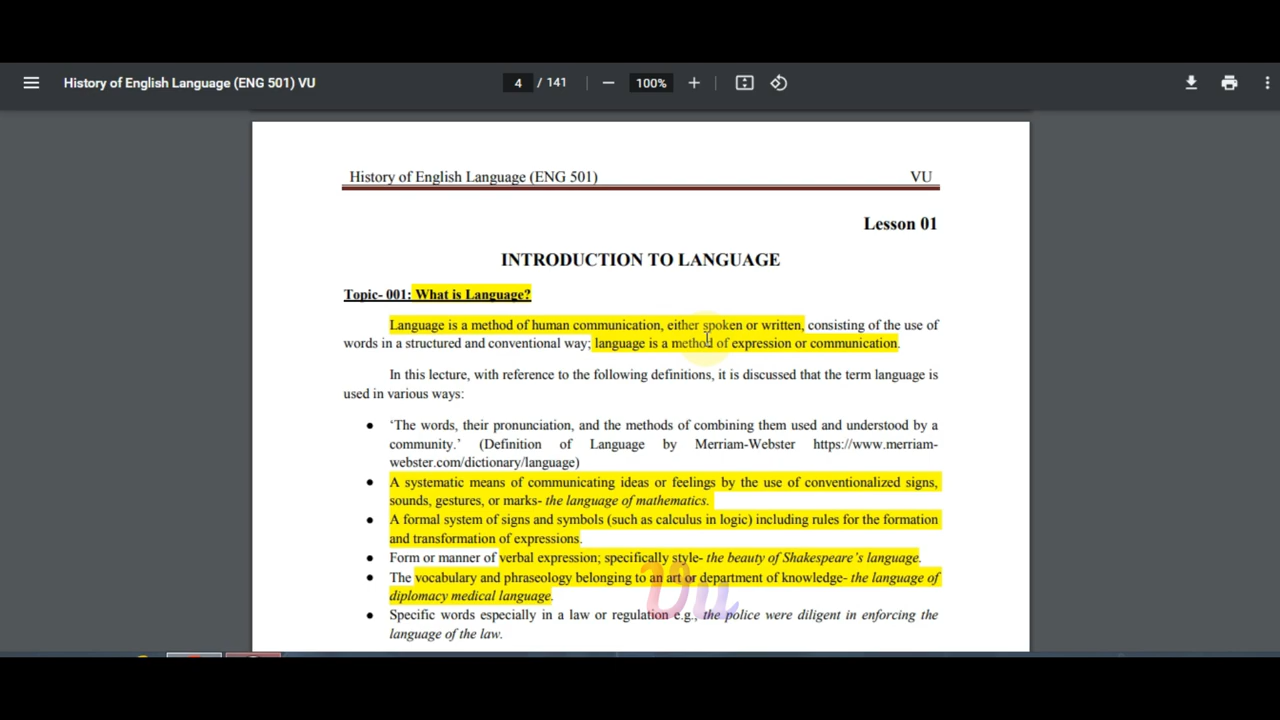 History of English Language (ENG 501) VU
4 / 141
100%
History of English Language (ENG 501) VU
Lesson 01
INTRODUCTION TO LANGUAGE
Topic- 001: What is Language?
Language is a method of human communication, either spoken or written, consisting of the use of
words in a structured and conventional way; language is a method of expression or communication.
In this lecture, with reference to the following definitions, it is discussed that the term language is
used in various ways:
• ‘The words, their pronunciation, and the methods of combining them used and understood by a
community.’ (Definition of Language by Merriam-Webster https://www.merriam-
webster.com/dictionary/language)
• A systematic means of communicating ideas or feelings by the use of conventionalized signs,
sounds, gestures, or marks- the language of mathematics.
• A formal system of signs and symbols (such as calculus in logic) including rules for the formation
and transformation of expressions.
• Form or manner of verbal expression; specifically style- the beauty of Shakespeare’s language.
• The vocabulary and phraseology belonging to an art or department of knowledge- the language of
diplomacy medical language.
• Specific words especially in a law or regulation e.g., the police were diligent in enforcing the
language of the law.
Vu